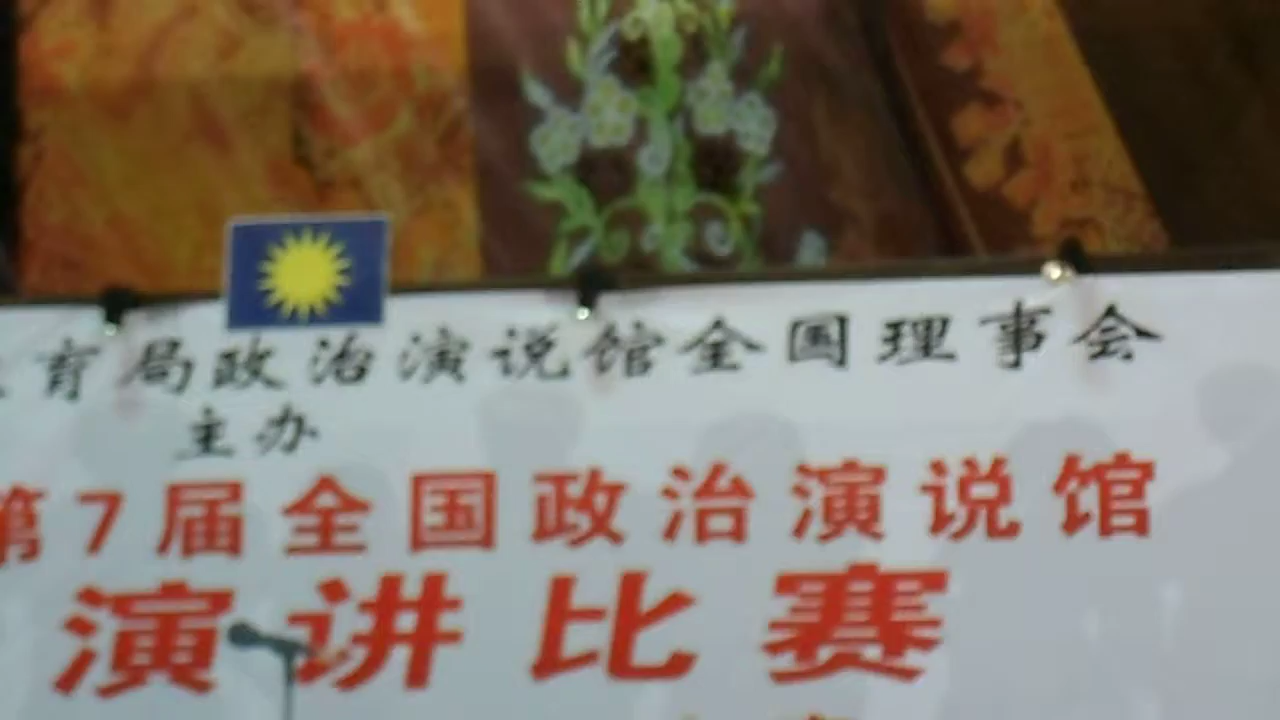 育局政治演说馆全国理事会
主办
第7届全国政治演说馆
演讲比赛